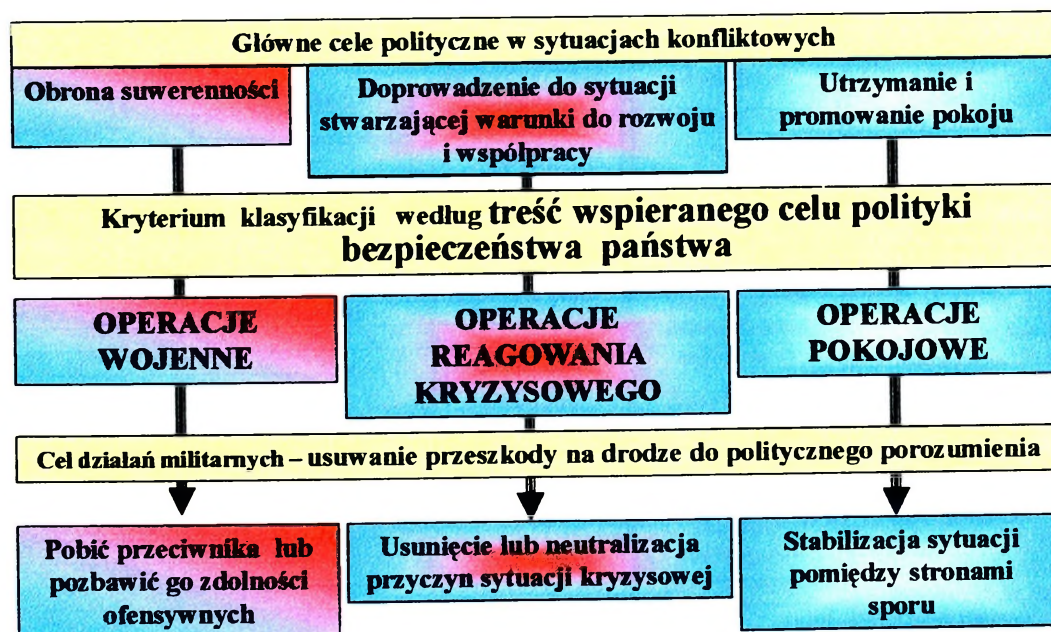 Główne cele polityczne w sytuacjach konfliktowych
Obrona suwerenności
Doprowadzenie do sytuacji
stwarzającej warunki do rozwoju
i współpracy
Utrzymanie i
promowanie pokoju
Kryterium klasyfikacji według treść wspieranego celu polityki
bezpieczeństwa państwa
OPERACJE
WOJENNE
OPERACJE
REAGOWANIA
KRYZYSOWEGO
OPERACJE
POKOJOWE
Cel działań militarnych – usuwanie przeszkody na drodze do politycznego porozumienia
Pobić przeciwnika lub
pozbawić go zdolności
ofensywnych
Usunięcie lub neutralizacja
przyczyn sytuacji kryzysowej
Stabilizacja sytuacji
pomiędzy stronami
sporu